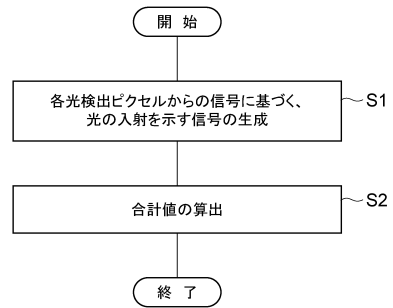 開 始
各光検出ピクセルからの信号に基づく、
光の入射を示す信号の生成
S1
合計値の算出
S2
終 了